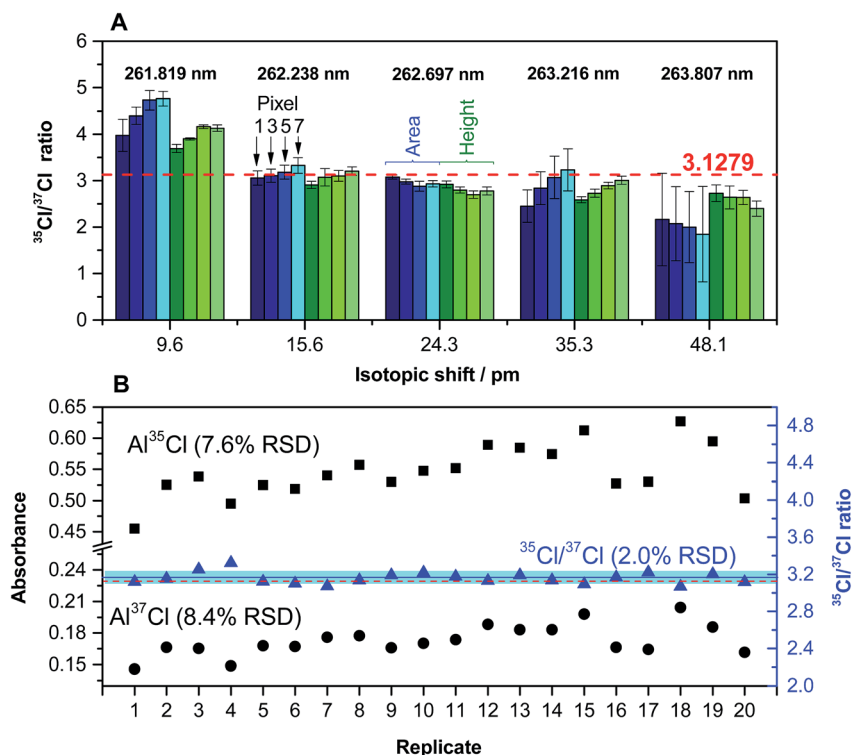 A
6
5
4
3
2
1
0
³⁵Cl/³⁷Cl ratio
261.819 nm
262.238 nm
262.697 nm
263.216 nm
263.807 nm
Pixel
1 3 5 7
Area
Height
3.1279
9.6
15.6
24.3
35.3
48.1
Isotopic shift / pm
B
0.65
0.60
0.55
0.50
0.45
0.24
0.21
0.18
0.15
Absorbance
Al³⁵Cl (7.6% RSD)
³⁵Cl/³⁷Cl (2.0% RSD)
Al³⁷Cl (8.4% RSD)
4.8
4.4
4.0
3.6
3.2
2.8
2.4
2.0
³⁵Cl/³⁷Cl ratio
1 2 3 4 5 6 7 8 9 10 11 12 13 14 15 16 17 18 19 20
Replicate